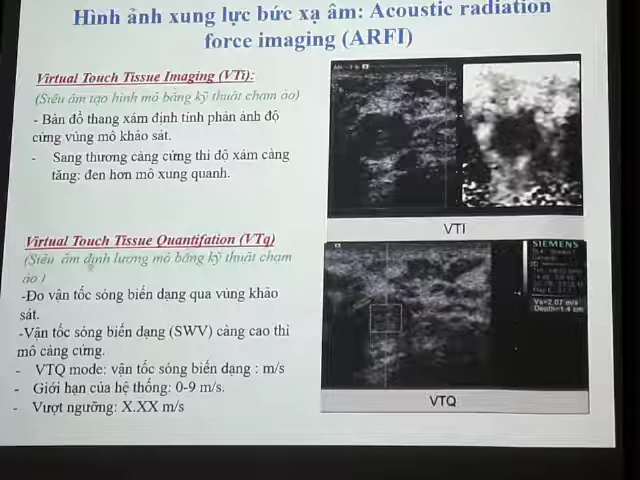 Hình ảnh xung lực bức xạ âm: Acoustic radiation
force imaging (ARFI)
Virtual Touch Tissue Imaging (VTi):
(Siêu âm tạo hình mô bằng kỹ thuật chạm ảo)
- Bản đồ thang xám định tính phản ánh độ
cứng vùng mô khảo sát.
- Sang thương càng cứng thì độ xám càng
tăng: đen hơn mô xung quanh.
VTI
Virtual Touch Tissue Quantifation (VTq)
(Siêu âm định lượng mô bằng kỹ thuật chạm
ảo )
-Đo vận tốc sóng biến dạng qua vùng khảo
sát.
-Vận tốc sóng biến dạng (SWV) càng cao thì
mô càng cứng.
- VTQ mode: vận tốc sóng biến dạng : m/s
- Giới hạn của hệ thống: 0-9 m/s.
- Vượt ngưỡng: X.XX m/s
SIEMENS
Vs=2.07 m/s
Depth=1.4 cm
VTQ